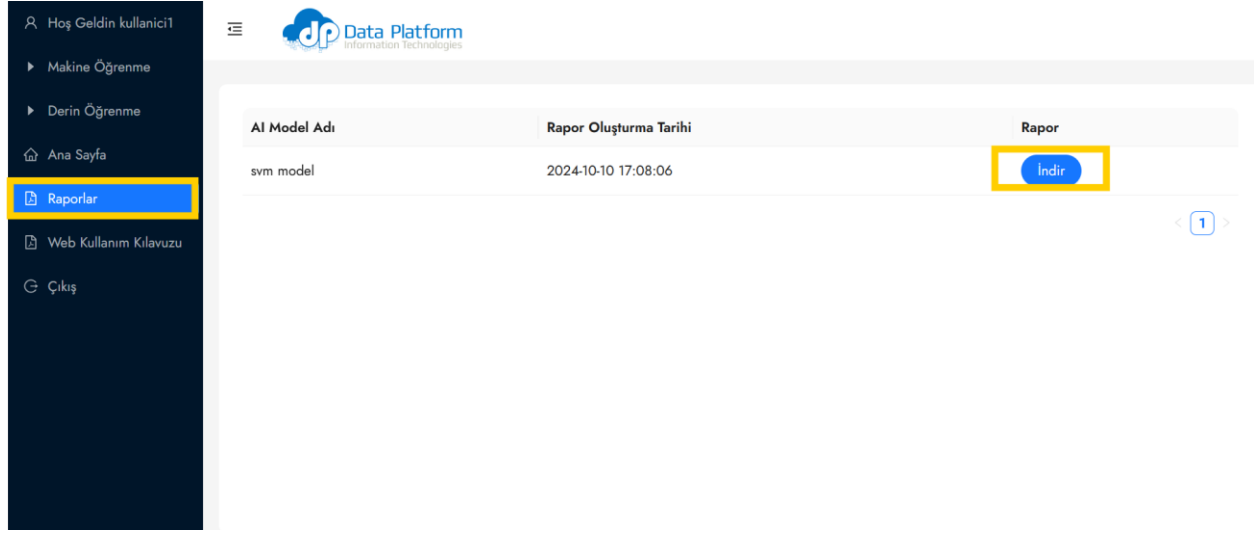 Hoş Geldin kullanici1
Makine Öğrenme
Derin Öğrenme
Ana Sayfa
Raporlar
Web Kullanım Kılavuzu
Çıkış
dp Data Platform
Information Technologies
AI Model Adı Rapor Oluşturma Tarihi Rapor
svm model 2024-10-10 17:08:06 İndir
< 1 >